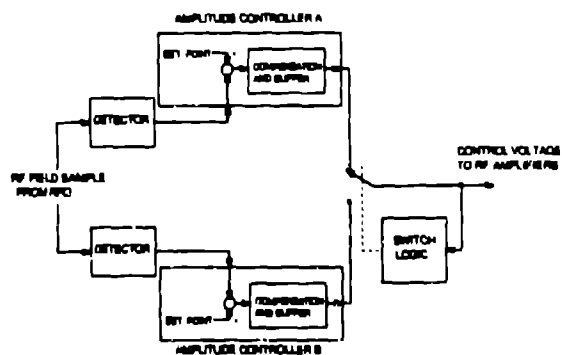 AMPLITUDE CONTROLLER A
SET POINT
COMPENSATION
AND BUFFER
DETECTOR
CONTROL VOLTAGE
TO RF AMPLIFIERS
RF FIELD SAMPLE
FROM RFQ
DETECTOR
SWITCH
LOGIC
COMPENSATION
AND BUFFER
SET POINT
AMPLITUDE CONTROLLER B